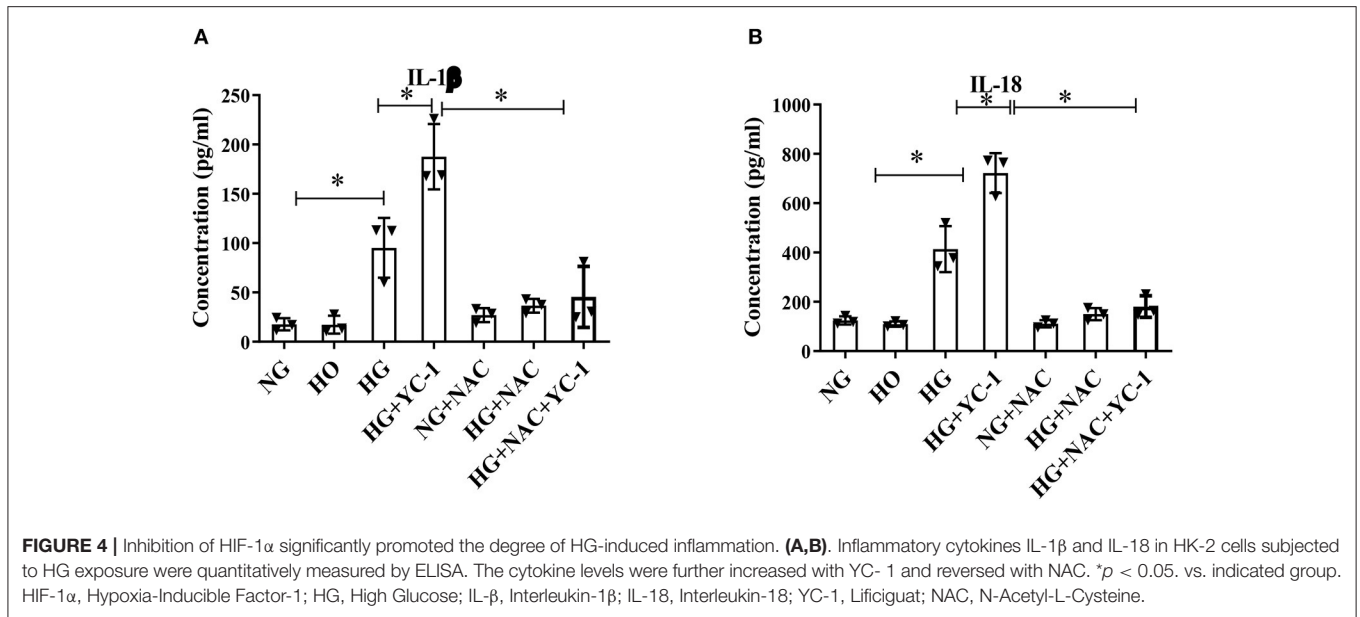 A
IL-1β
Concentration (pg/ml)
250
200
150
100
50
0
*
*
*
NG
HO
HG
HG+YC-1
NG+NAC
HG+NAC
HG+NAC+YC-1
B
IL-18
Concentration (pg/ml)
1000
800
600
400
200
0
*
*
*
NG
HO
HG
HG+YC-1
NG+NAC
HG+NAC
HG+NAC+YC-1
FIGURE 4 | Inhibition of HIF-1α significantly promoted the degree of HG-induced inflammation. (A,B). Inflammatory cytokines IL-1β and IL-18 in HK-2 cells subjected
to HG exposure were quantitatively measured by ELISA. The cytokine levels were further increased with YC- 1 and reversed with NAC. *p < 0.05. vs. indicated group.
HIF-1α, Hypoxia-Inducible Factor-1; HG, High Glucose; IL-β, Interleukin-1β; IL-18, Interleukin-18; YC-1, Lificiguat; NAC, N-Acetyl-L-Cysteine.